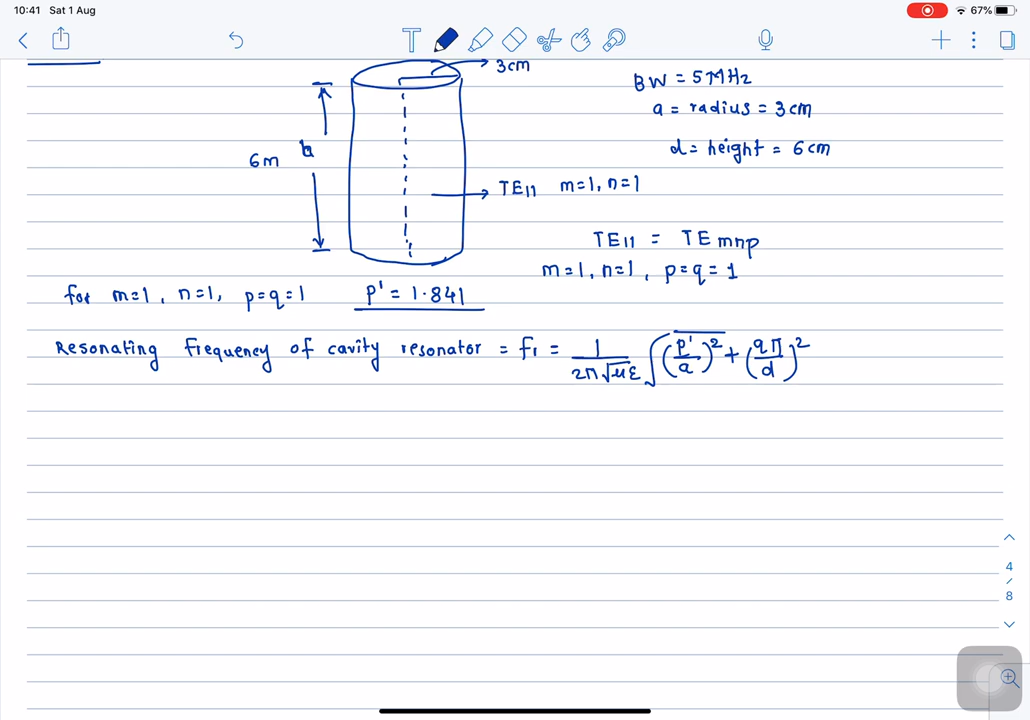 10:41 Sat 1 Aug 67%
T
3cm
BW = 5MHz
a = radius = 3cm
6m
d = height = 6cm
TE11 m=1, n=1
TE11 = TE mnp
m=1, n=1, p=q=1
for m=1, n=1, p=q=1 p' = 1.841
Resonating frequency of cavity resonator = f1 = 1/(2π√με) √((p'/a)² + (qπ/d)²)
4
/
8